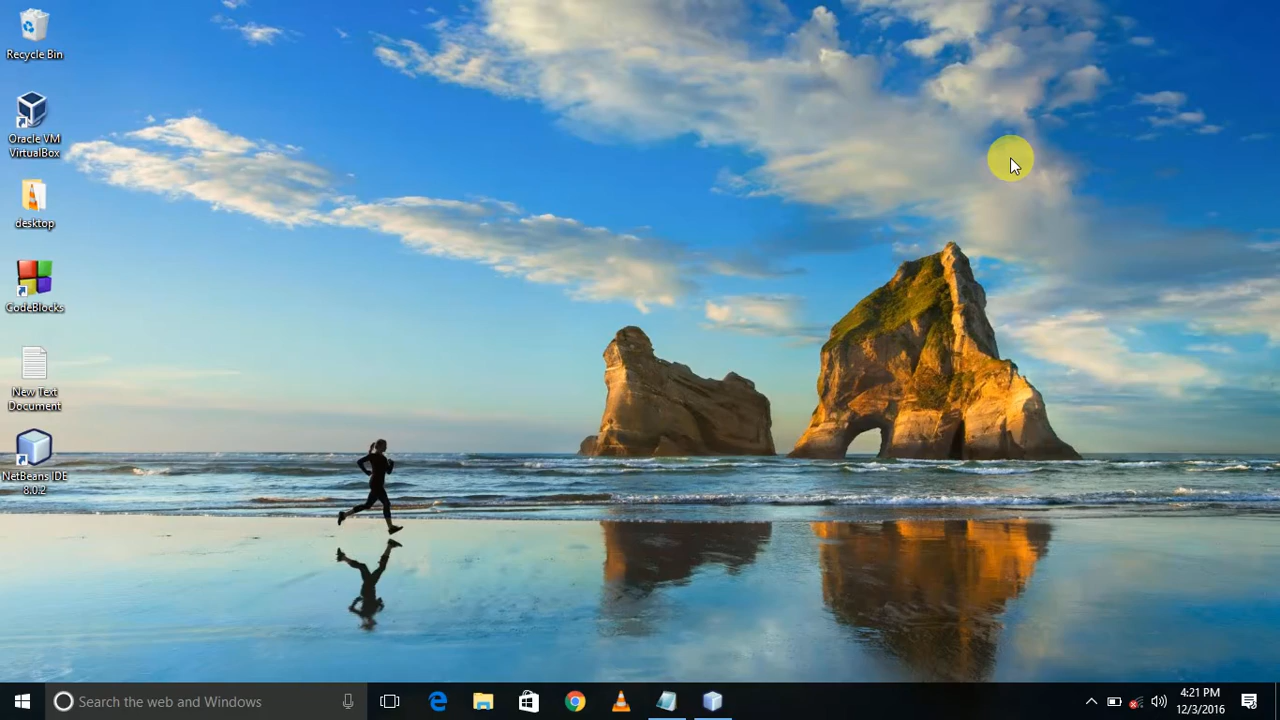 Recycle Bin
Oracle VM
VirtualBox
desktop
CodeBlocks
New Text
Document
NetBeans IDE
8.0.2
Search the web and Windows
4:21 PM
12/3/2016